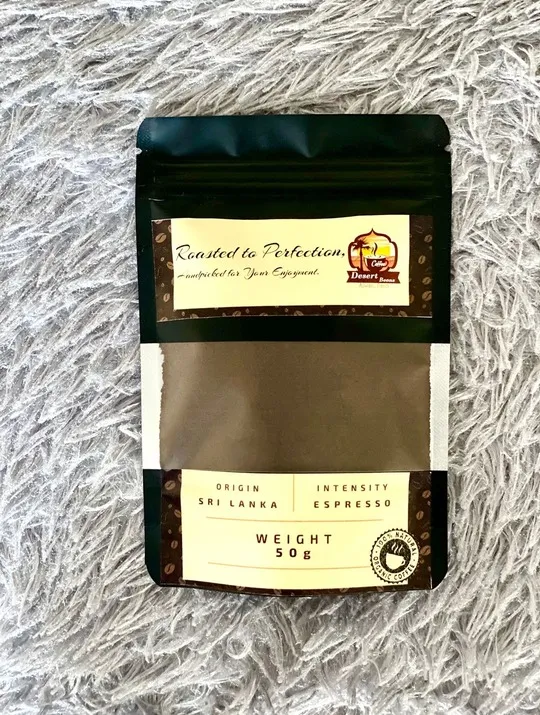 Roasted to Perfection,
andpicked for Your Enjoyment.
Coffee
Desert
Beans
ORIGIN
SRI LANKA
INTENSITY
ESPRESSO
WEIGHT
50g
100% NATURAL
ORGANIC COFFEE